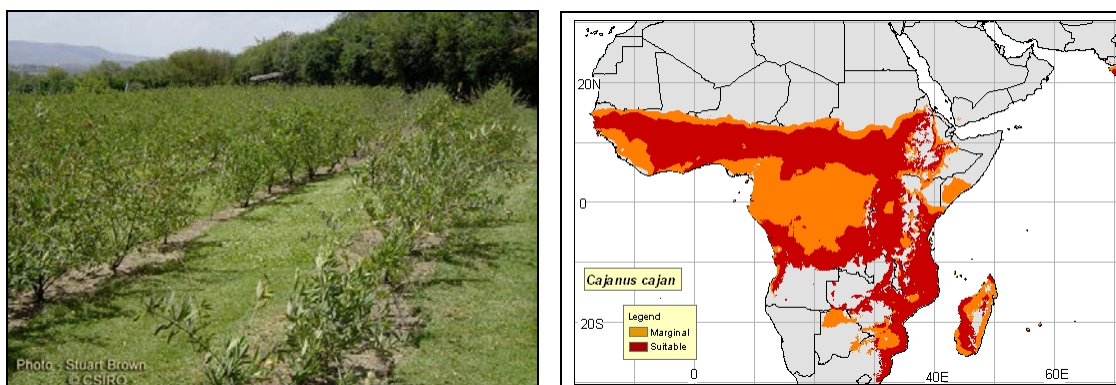 Photo - Stuart Brown
© CSIRO
20N
0
20S
Cajanus cajan
Legend
Marginal
Suitable
0
40E
60E